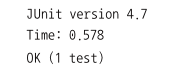 JUnit version 4.7
Time: 0.578
OK (1 test)